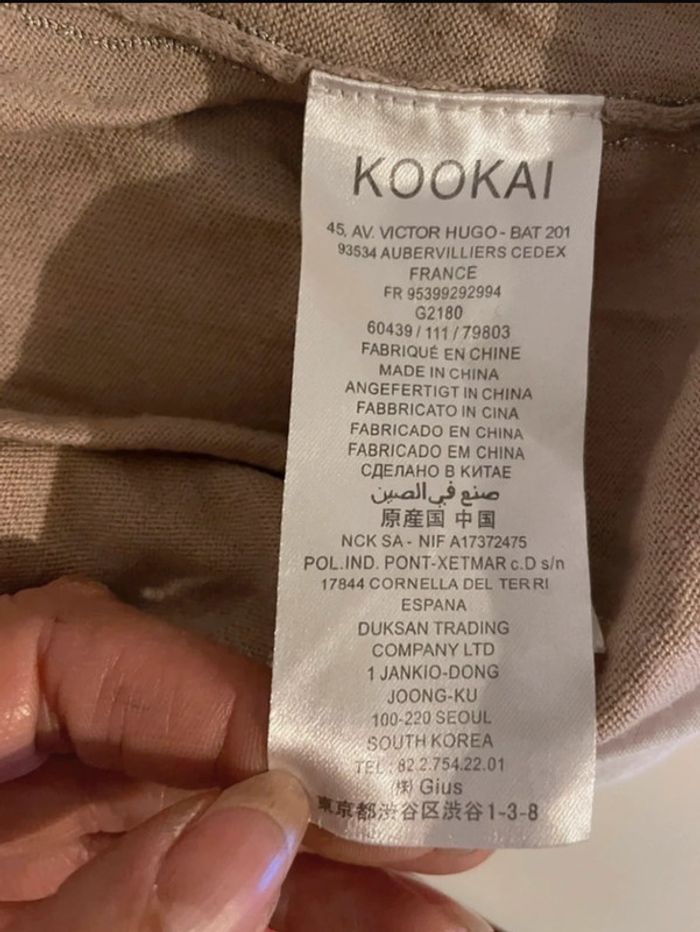 KOOKAI
45, AV. VICTOR HUGO - BAT 201
93534 AUBERVILLIERS CEDEX
FRANCE
FR 95399292994
G2180
60439 / 111 / 79803
FABRIQUÉ EN CHINE
MADE IN CHINA
ANGEFERTIGT IN CHINA
FABBRICATO IN CINA
FABRICADO EN CHINA
FABRICADO EM CHINA
СДЕЛАНО В КИТАЕ
صنع في الصين
原産国 中国
NCK SA - NIF A17372475
POL.IND. PONT-XETMAR c.D s/n
17844 CORNELLA DEL TERRI
ESPANA
DUKSAN TRADING
COMPANY LTD
1 JANKIO-DONG
JOONG-KU
100-220 SEOUL
SOUTH KOREA
TEL : 82.2.754.22.01
㈱ Gius
東京都渋谷区渋谷1-3-8